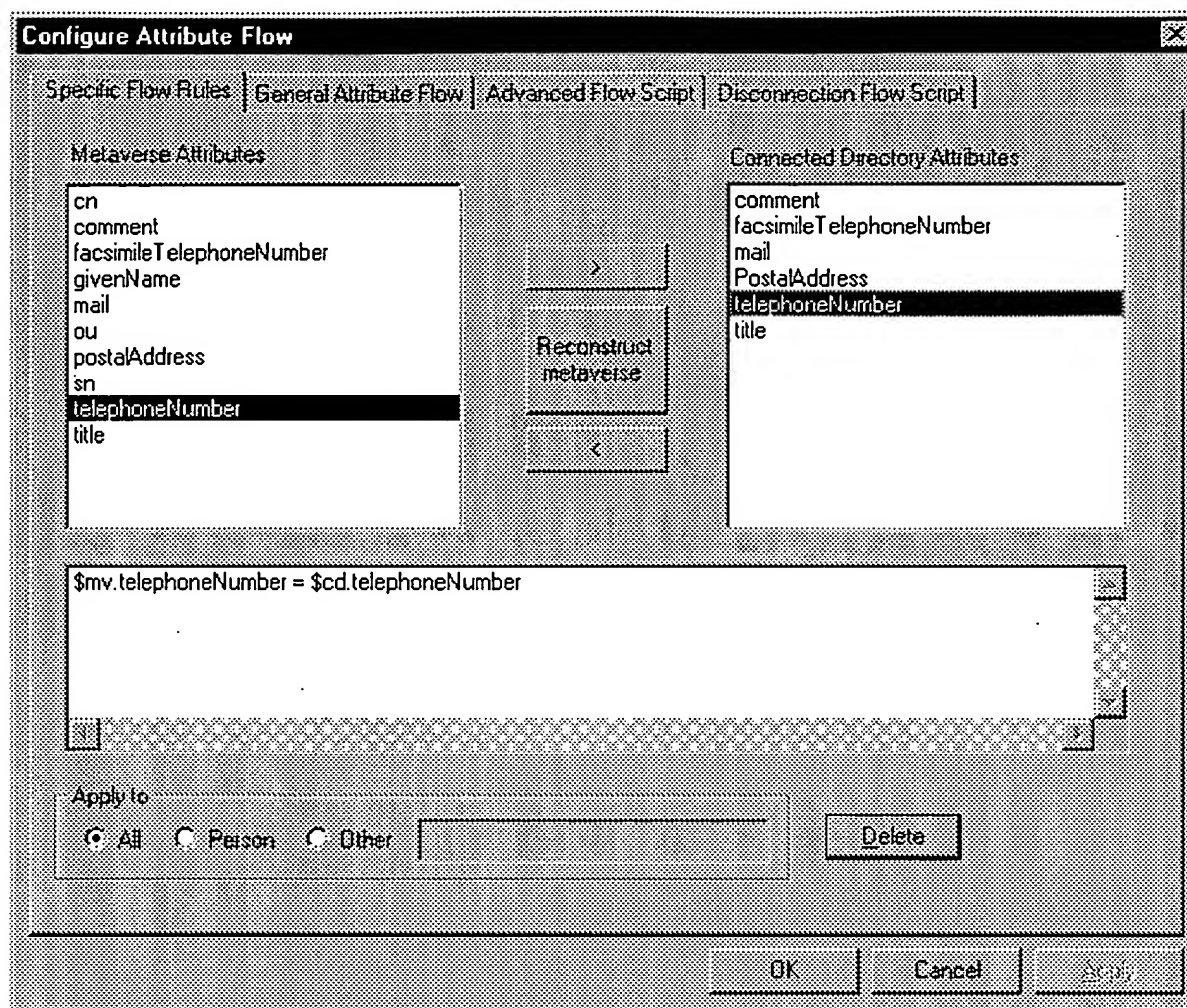 Configure Attribute Flow
Specific Flow Rules General Attribute Flow Advanced Flow Script Disconnection Flow Script
Metaverse Attributes
Connected Directory Attributes
cn
comment
facsimileTelephoneNumber
givenName
mail
ou
postalAddress
sn
telephoneNumber
title
>
Reconstruct
metaverse
<
comment
facsimileTelephoneNumber
mail
PostalAddress
telephoneNumber
title
$mv.telephoneNumber = $cd.telephoneNumber
Apply to
All Person Other
Delete
OK Cancel Apply